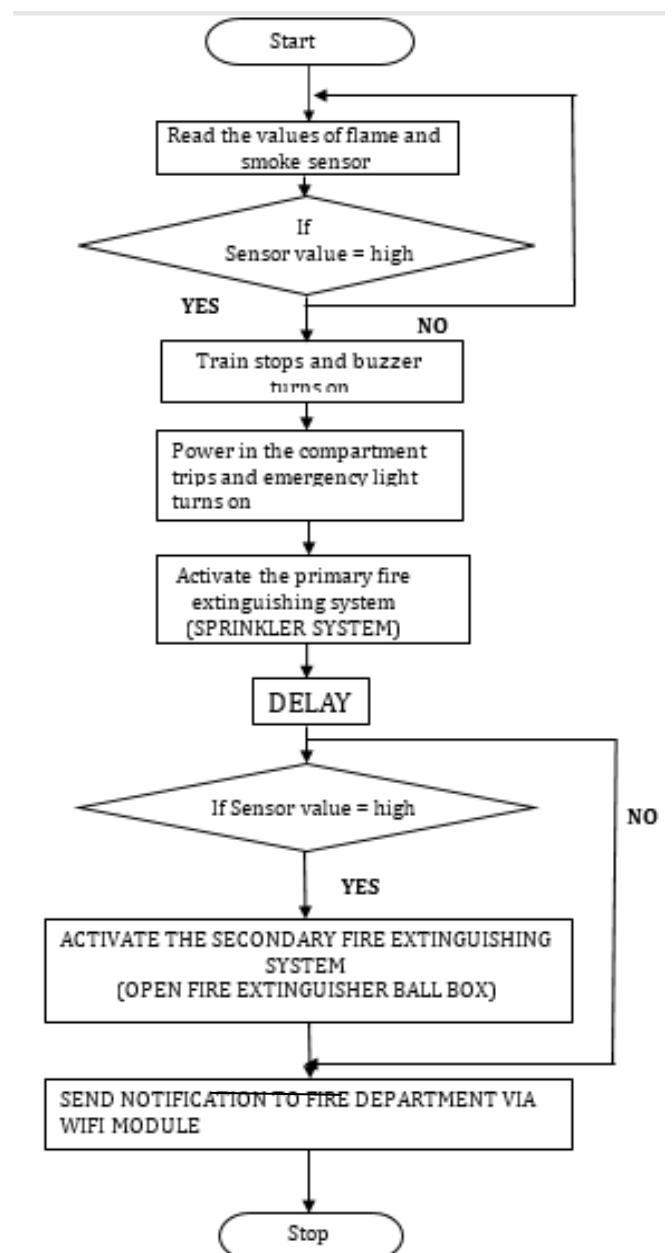 Start
Read the values of flame and
smoke sensor
If
Sensor value = high
YES
NO
Train stops and buzzer
turns on
Power in the compartment
trips and emergency light
turns on
Activate the primary fire
extinguishing system
(SPRINKLER SYSTEM)
DELAY
If Sensor value = high
NO
YES
ACTIVATE THE SECONDARY FIRE EXTINGUISHING
SYSTEM
(OPEN FIRE EXTINGUISHER BALL BOX)
SEND NOTIFICATION TO FIRE DEPARTMENT VIA
WIFI MODULE
Stop